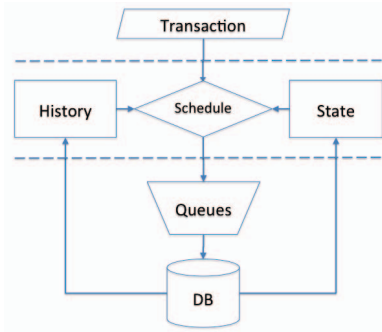 Transaction
History
Schedule
State
Queues
DB